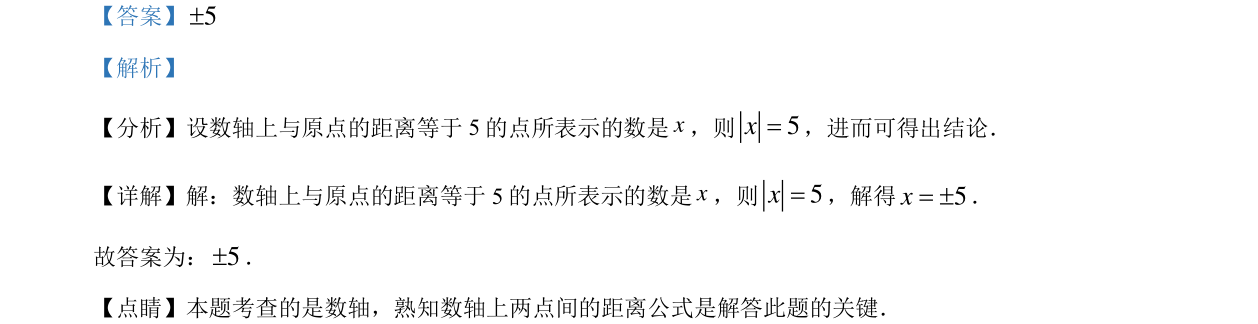 【答案】±5
【解析】
【分析】设数轴上与原点的距离等于 5 的点所表示的数是 x，则|x|=5，进而可得出结论．
【详解】解：数轴上与原点的距离等于 5 的点所表示的数是 x，则|x|=5，解得 x=±5．
故答案为：±5．
【点睛】本题考查的是数轴，熟知数轴上两点间的距离公式是解答此题的关键．